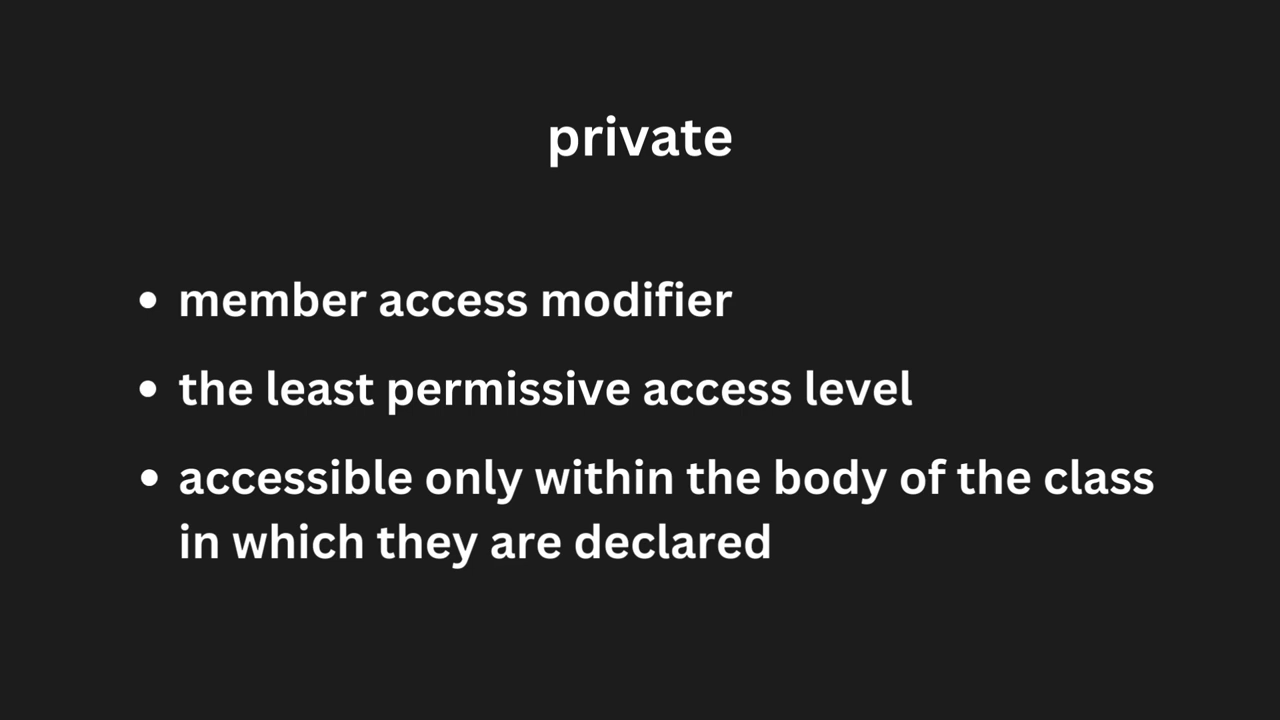 private
• member access modifier
• the least permissive access level
• accessible only within the body of the class
in which they are declared